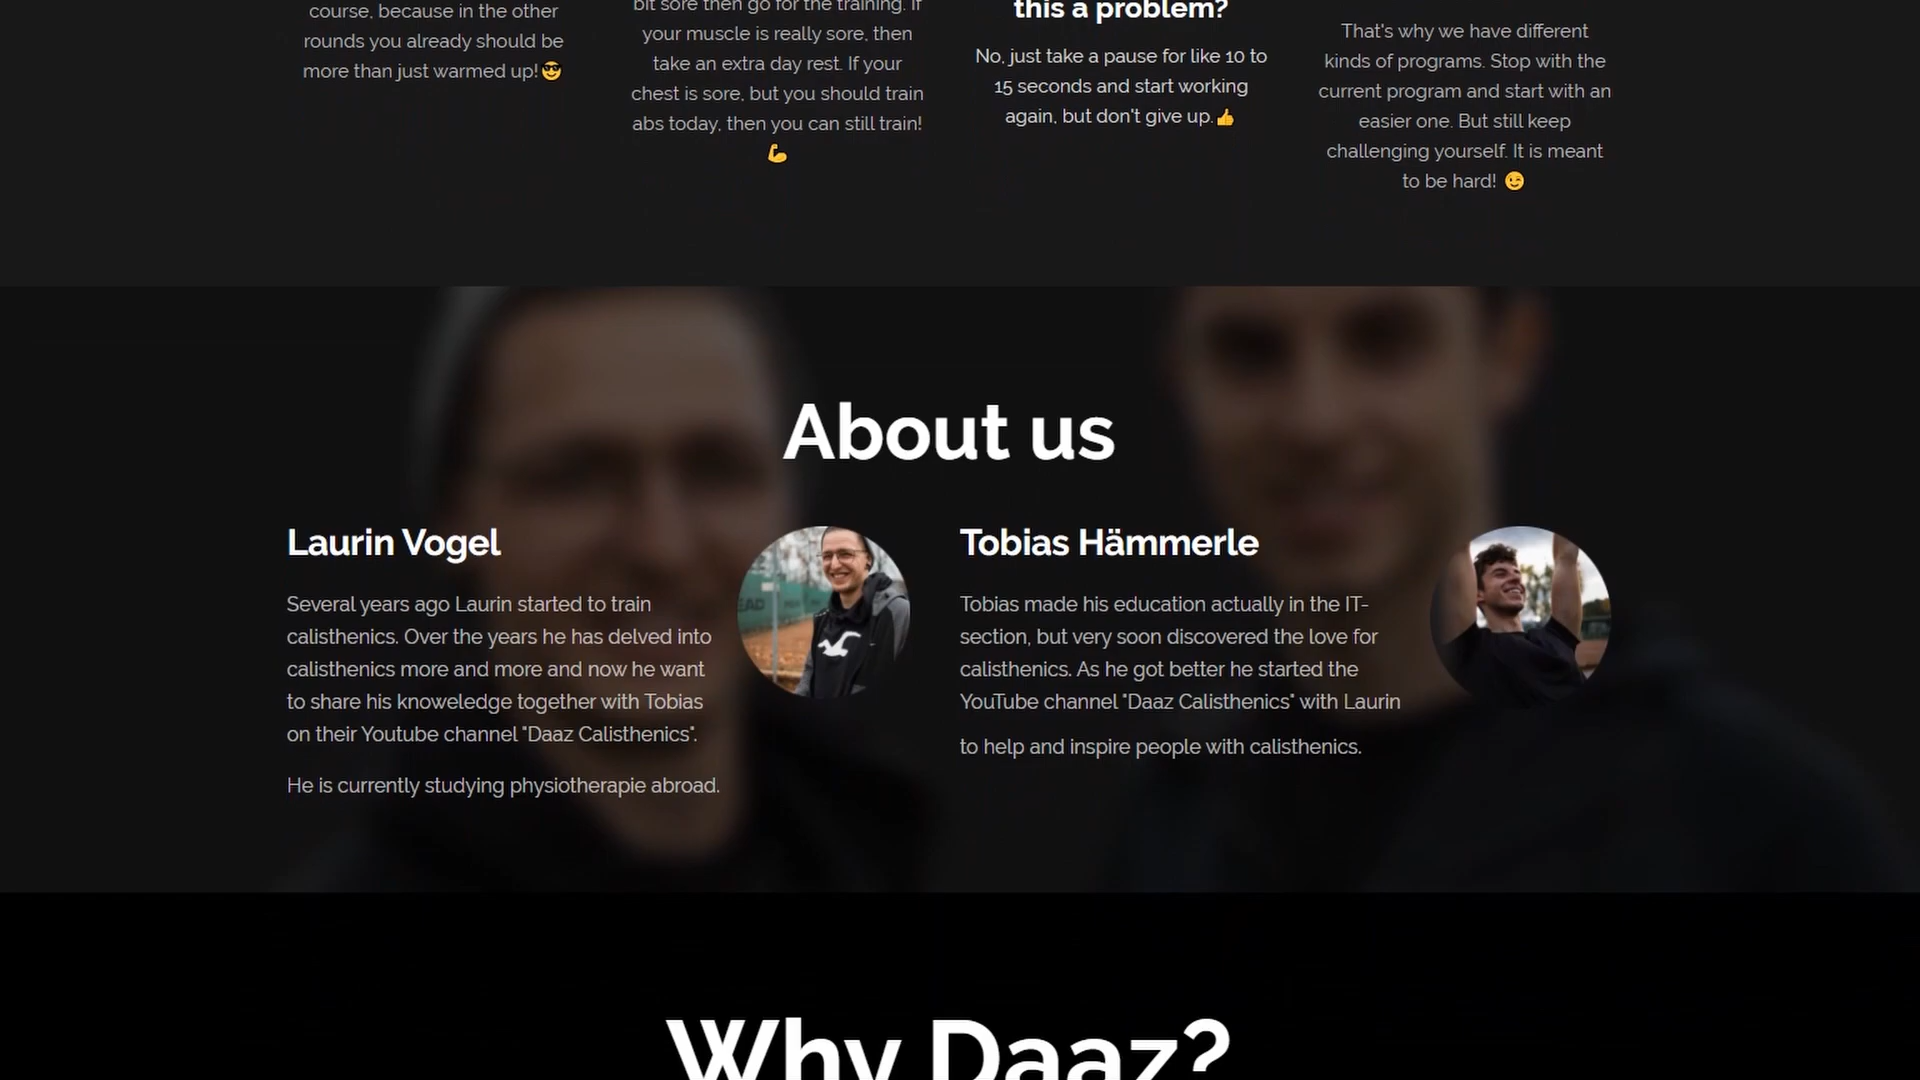 course, because in the other
rounds you already should be
more than just warmed up!😎
bit sore then go for the training. If
your muscle is really sore, then
take an extra day rest. If your
chest is sore, but you should train
abs today, then you can still train!
💪
this a problem?
No, just take a pause for like 10 to
15 seconds and start working
again, but don't give up.👍
That's why we have different
kinds of programs. Stop with the
current program and start with an
easier one. But still keep
challenging yourself. It is meant
to be hard! 😉
About us
Laurin Vogel
Several years ago Laurin started to train
calisthenics. Over the years he has delved into
calisthenics more and more and now he want
to share his knoweledge together with Tobias
on their Youtube channel "Daaz Calisthenics".
He is currently studying physiotherapie abroad.
Tobias Hämmerle
Tobias made his education actually in the IT-
section, but very soon discovered the love for
calisthenics. As he got better he started the
YouTube channel "Daaz Calisthenics" with Laurin
to help and inspire people with calisthenics.
Why Daaz?